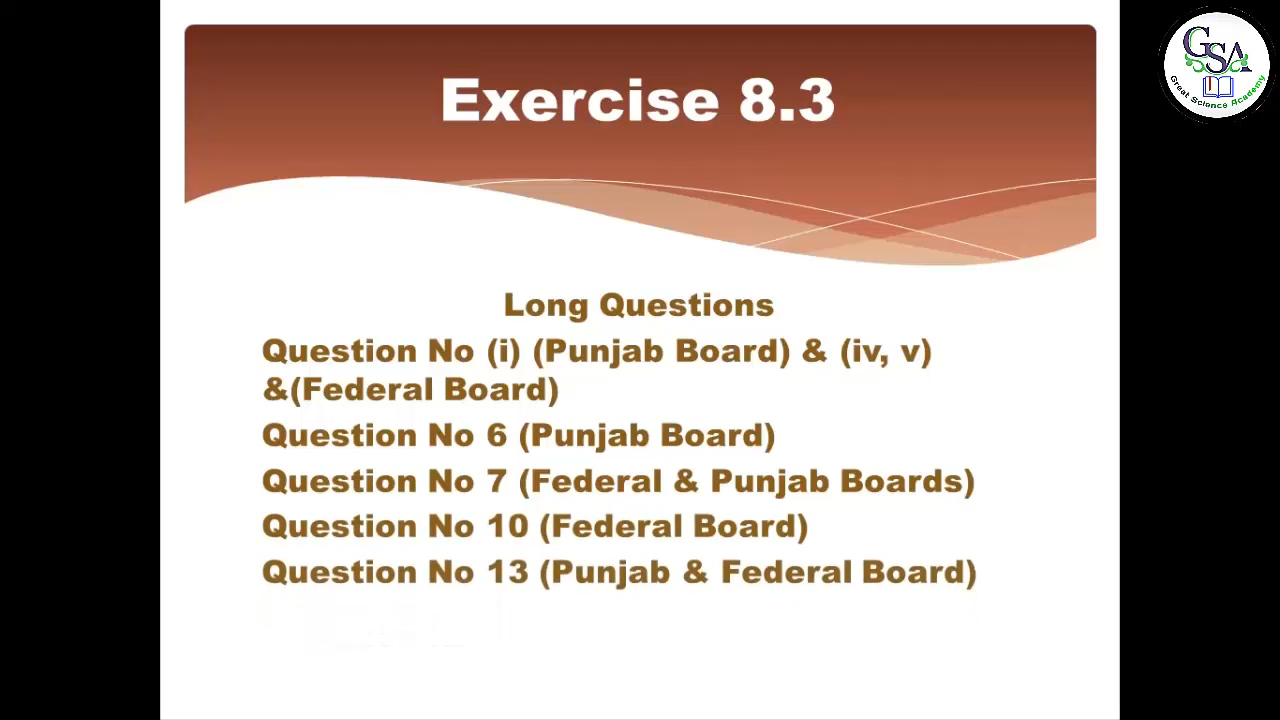 Exercise 8.3
GSA
Great Science Academy
Long Questions
Question No (i) (Punjab Board) & (iv, v)
&(Federal Board)
Question No 6 (Punjab Board)
Question No 7 (Federal & Punjab Boards)
Question No 10 (Federal Board)
Question No 13 (Punjab & Federal Board)